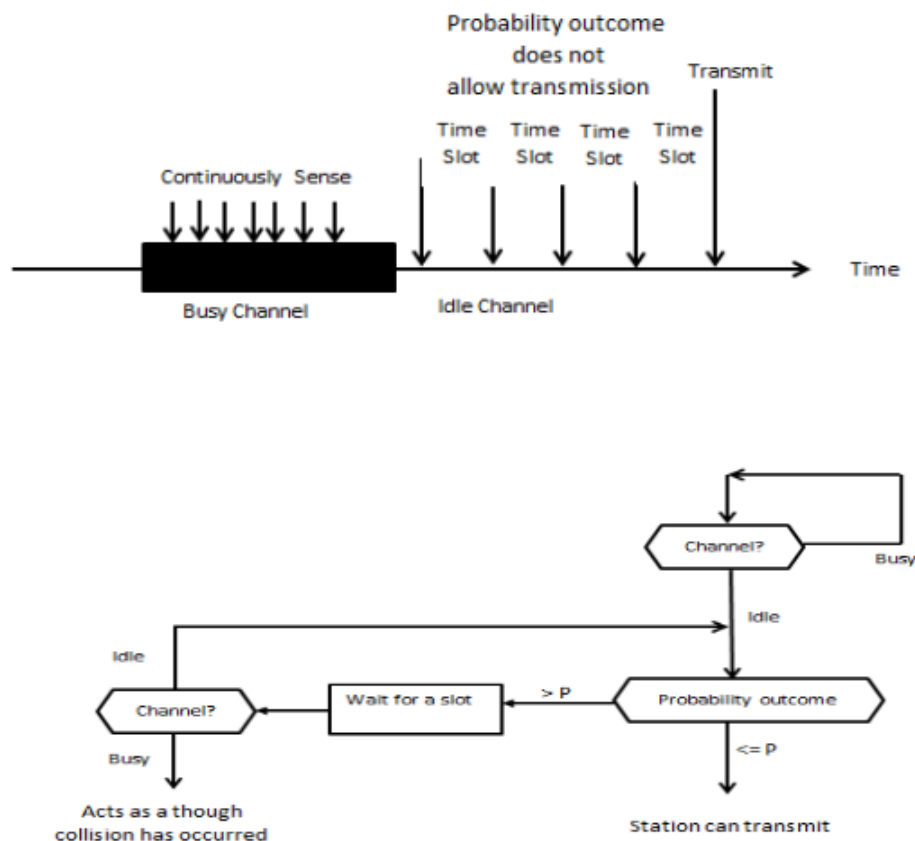 Probability outcome
does not
allow transmission
Transmit
Time
Slot
Time
Slot
Time
Slot
Time
Slot
Continuously Sense
Time
Busy Channel
Idle Channel
Channel?
Busy
Idle
Idle
Channel?
Wait for a slot
> P
Probability outcome
Busy
<= P
Acts as a though
collision has occurred
Station can transmit